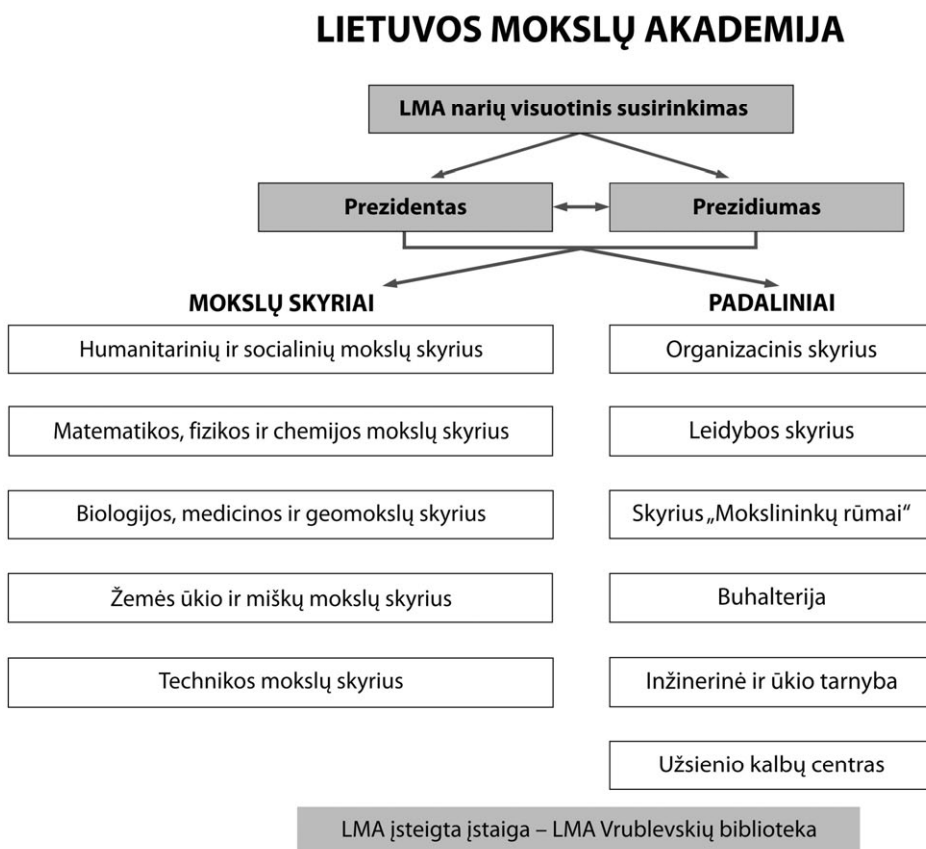 LIETUVOS MOKSLŲ AKADEMIJA
LMA narių visuotinis susirinkimas
Prezidentas
Prezidiumas
MOKSLŲ SKYRIAI
Humanitarinių ir socialinių mokslų skyrius
Matematikos, fizikos ir chemijos mokslų skyrius
Biologijos, medicinos ir geomokslų skyrius
Žemės ūkio ir miškų mokslų skyrius
Technikos mokslų skyrius
PADALINIAI
Organizacinis skyrius
Leidybos skyrius
Skyrius „Mokslininkų rūmai“
Buhalterija
Inžinerinė ir ūkio tarnyba
Užsienio kalbų centras
LMA įsteigta įstaiga – LMA Vrublevskių biblioteka